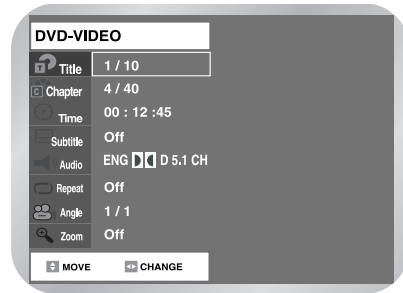 DVD-VIDEO
Title 1 / 10
C Chapter 4 / 40
Time 00 : 12 :45
Subtitle Off
Audio ENG D 5.1 CH
Repeat Off
Angle 1 / 1
Zoom Off
MOVE CHANGE